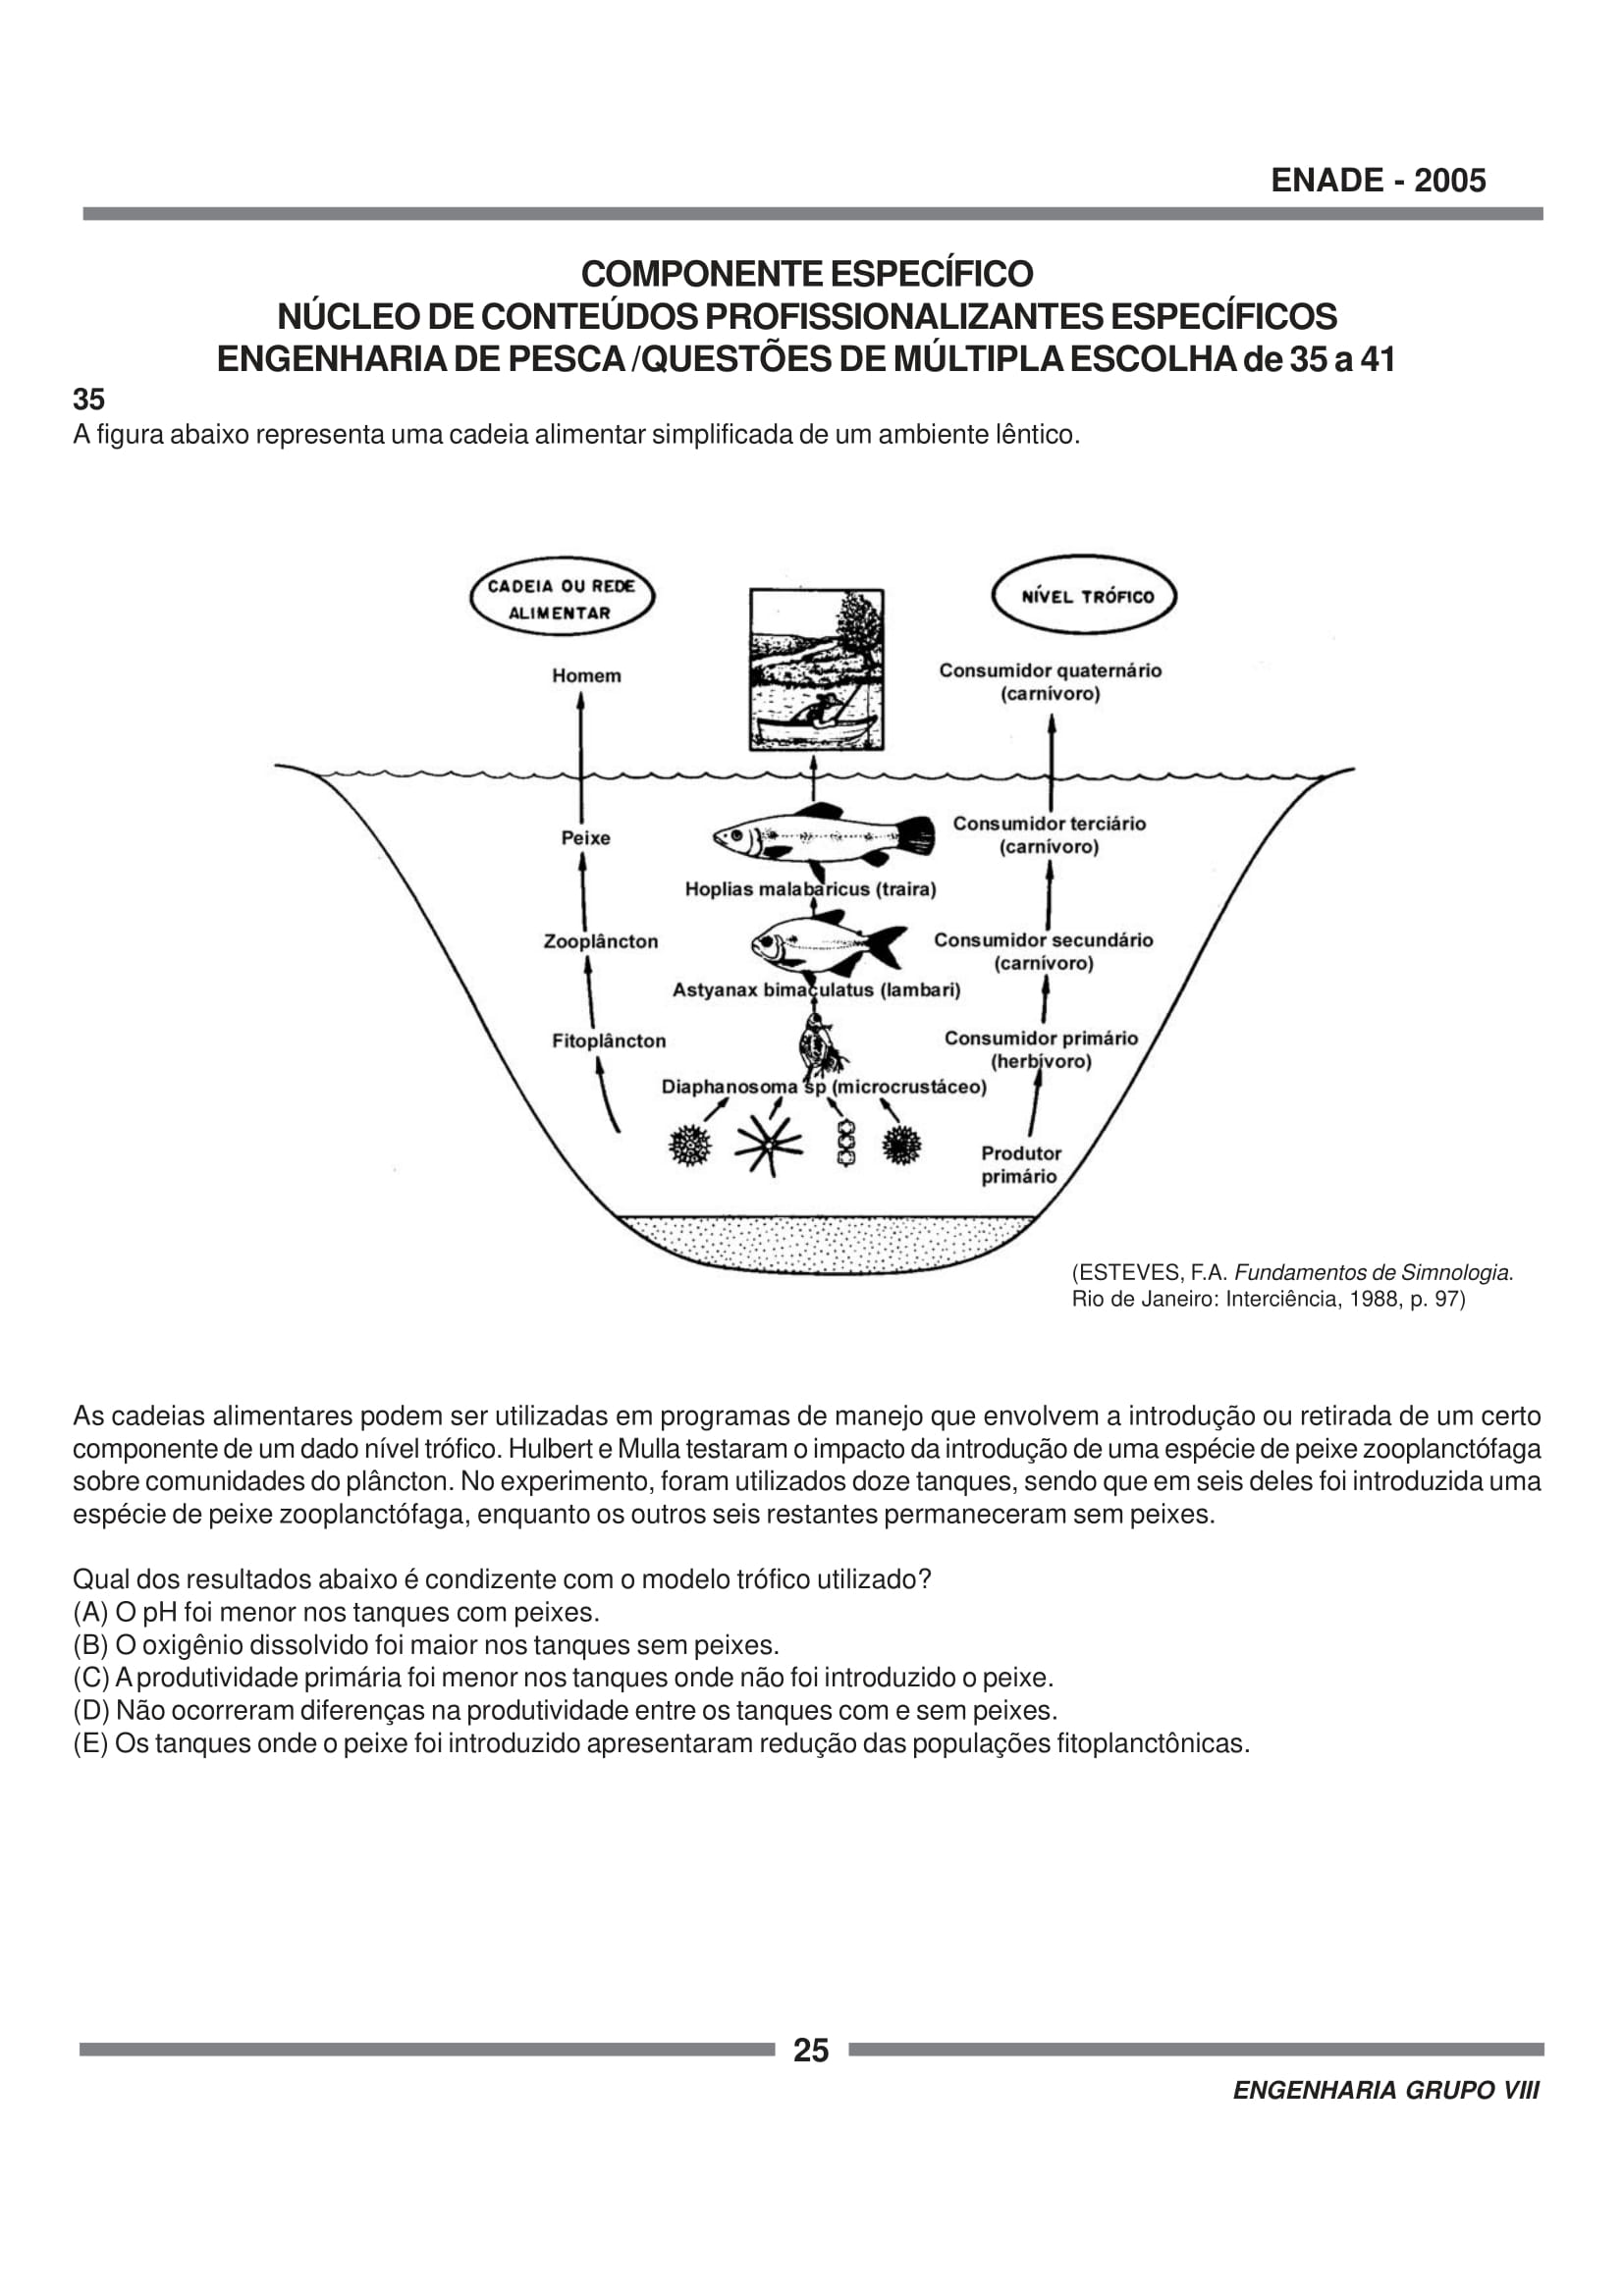 ENADE - 2005
COMPONENTE ESPECÍFICO
NÚCLEO DE CONTEÚDOS PROFISSIONALIZANTES ESPECÍFICOS
ENGENHARIA DE PESCA /QUESTÕES DE MÚLTIPLA ESCOLHA de 35 a 41
35
A figura abaixo representa uma cadeia alimentar simplificada de um ambiente lêntico.
CADEIA OU REDE
ALIMENTAR
NÍVEL TRÓFICO
Homem
Consumidor quaternário
(carnívoro)
Peixe
Consumidor terciário
(carnívoro)
Hoplias malabaricus (traira)
Zooplâncton
Consumidor secundário
(carnívoro)
Astyanax bimaculatus (lambari)
Fitoplâncton
Consumidor primário
(herbívoro)
Diaphanosoma sp (microcrustáceo)
Produtor
primário
(ESTEVES, F.A. Fundamentos de Simnologia.
Rio de Janeiro: Interciência, 1988, p. 97)
As cadeias alimentares podem ser utilizadas em programas de manejo que envolvem a introdução ou retirada de um certo
componente de um dado nível trófico. Hulbert e Mulla testaram o impacto da introdução de uma espécie de peixe zooplanctófaga
sobre comunidades do plâncton. No experimento, foram utilizados doze tanques, sendo que em seis deles foi introduzida uma
espécie de peixe zooplanctófaga, enquanto os outros seis restantes permaneceram sem peixes.
Qual dos resultados abaixo é condizente com o modelo trófico utilizado?
(A) O pH foi menor nos tanques com peixes.
(B) O oxigênio dissolvido foi maior nos tanques sem peixes.
(C) A produtividade primária foi menor nos tanques onde não foi introduzido o peixe.
(D) Não ocorreram diferenças na produtividade entre os tanques com e sem peixes.
(E) Os tanques onde o peixe foi introduzido apresentaram redução das populações fitoplanctônicas.
25
ENGENHARIA GRUPO VIII